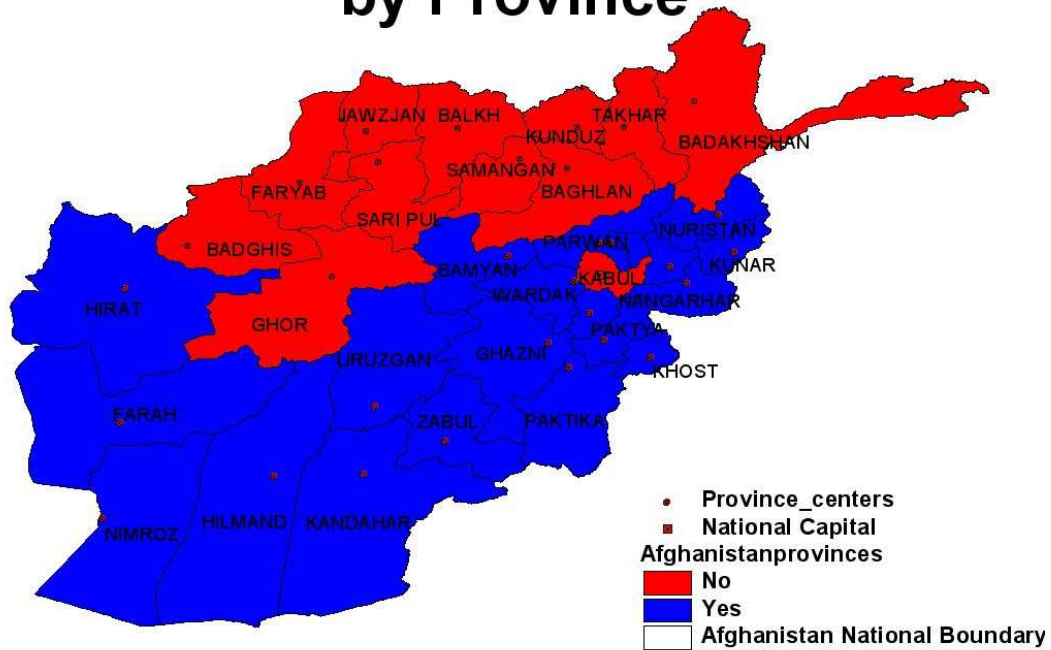 by Province
JAWZJAN
BALKH
TAKHAR
KUNDUZ
BADAKHSHAN
SAMANGAN
FARYAB
BAGHLAN
SARI PUL
NURISTAN
PARWAN
BADGHIS
KUNAR
BAMYAN
KABUL
WARDAK
NANGARHAR
HIRAT
GHOR
PAKTYA
URUZGAN
GHAZNI
KHOST
FARAH
ZABUL
PAKTIKA
HILMAND
KANDAHAR
NIMROZ
Province_centers
National Capital
Afghanistanprovinces
No
Yes
Afghanistan National Boundary